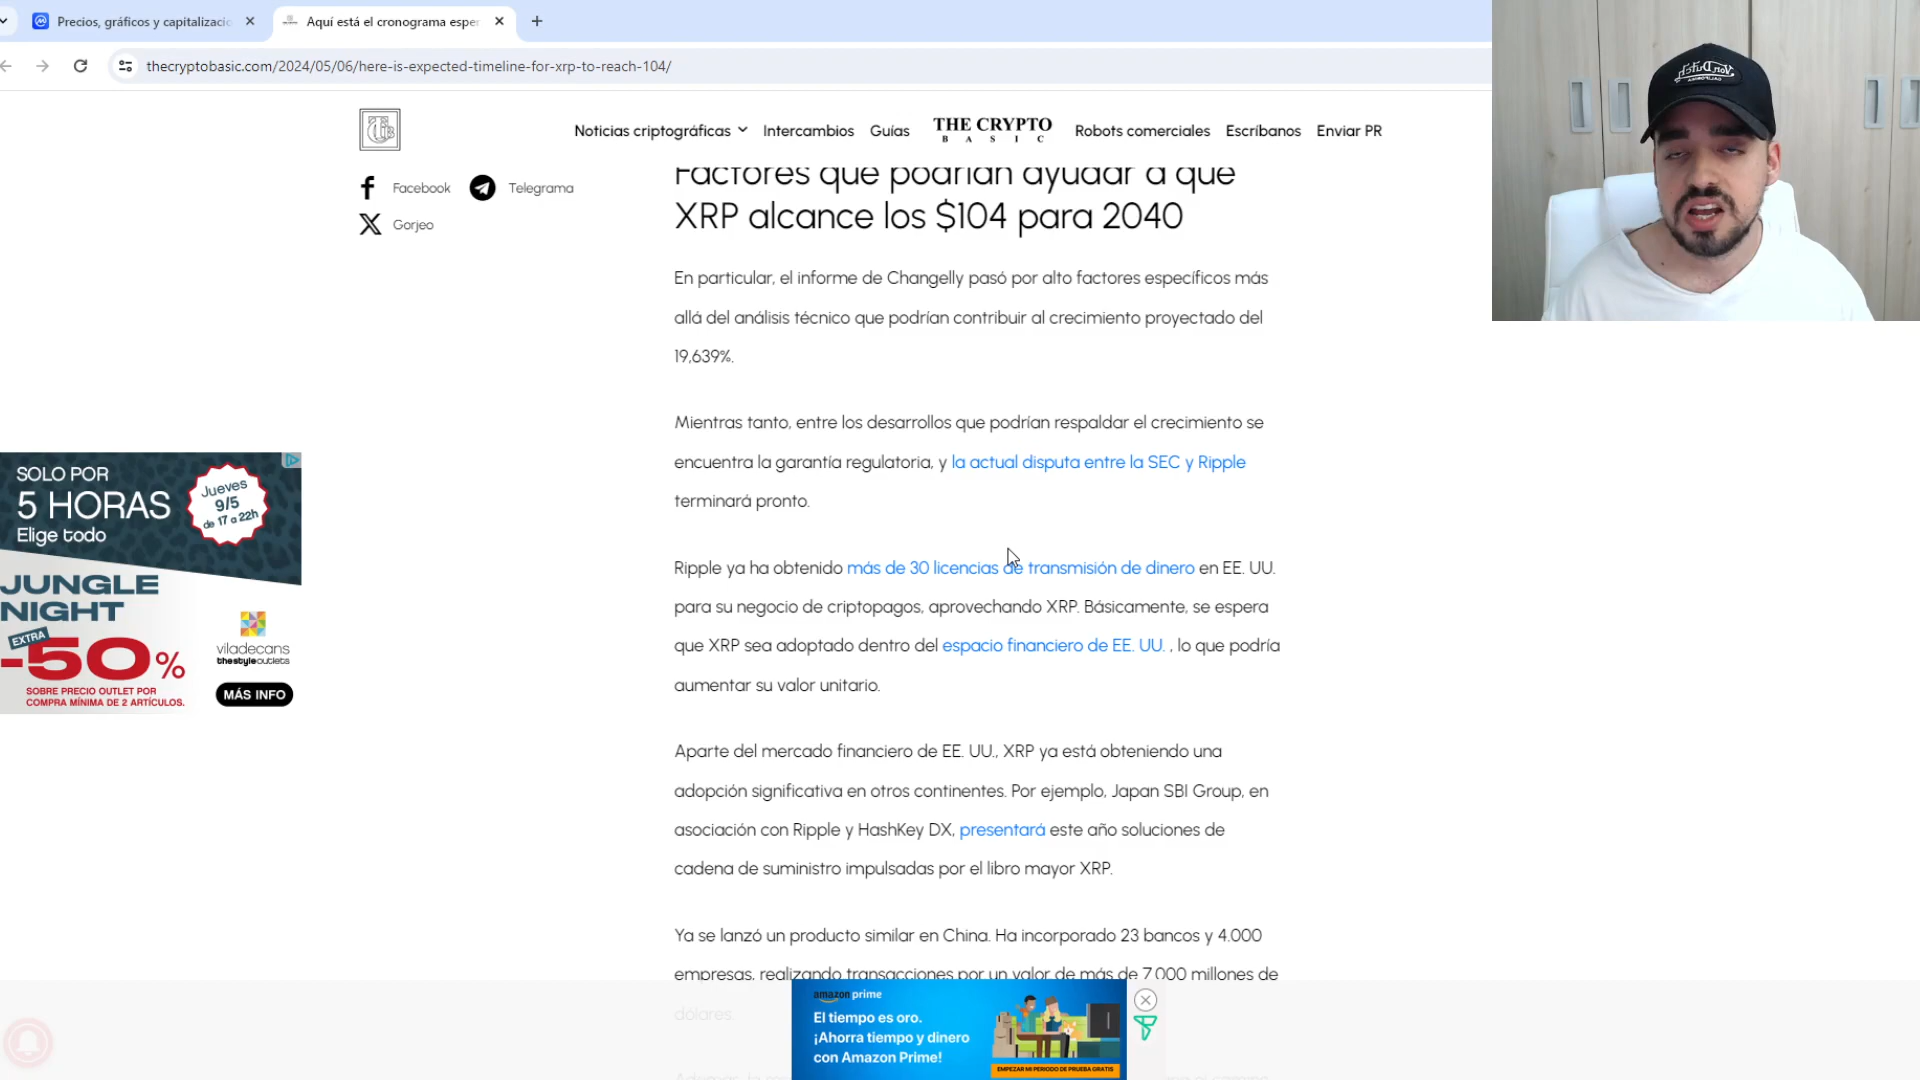 Precios, gráficos y capitalizaci
Aquí está el cronograma esper
thecryptobasic.com/2024/05/06/here-is-expected-timeline-for-xrp-to-reach-104/
Noticias criptográficas
Intercambios
Guías
THE CRYPTO
BASIC
Robots comerciales
Escríbanos
Enviar PR
Facebook
Telegrama
Gorjeo
Factores que podrían ayudar a que
XRP alcance los $104 para 2040
En particular, el informe de Changelly pasó por alto factores específicos más
allá del análisis técnico que podrían contribuir al crecimiento proyectado del
19,639%.
Mientras tanto, entre los desarrollos que podrían respaldar el crecimiento se
encuentra la garantía regulatoria, y la actual disputa entre la SEC y Ripple
terminará pronto.
Ripple ya ha obtenido más de 30 licencias de transmisión de dinero en EE. UU.
para su negocio de criptopagos, aprovechando XRP. Básicamente, se espera
que XRP sea adoptado dentro del espacio financiero de EE. UU. , lo que podría
aumentar su valor unitario.
Aparte del mercado financiero de EE. UU., XRP ya está obteniendo una
adopción significativa en otros continentes. Por ejemplo, Japan SBI Group, en
asociación con Ripple y HashKey DX, presentará este año soluciones de
cadena de suministro impulsadas por el libro mayor XRP.
Ya se lanzó un producto similar en China. Ha incorporado 23 bancos y 4.000
empresas, realizando transacciones por un valor de más de 7.000 millones de
dólares.
SOLO POR
5 HORAS
Elige todo
Jueves
9/5
de 17 a 22h
JUNGLE
NIGHT
EXTRA
-50%
SOBRE PRECIO OUTLET POR
COMPRA MÍNIMA DE 2 ARTÍCULOS.
viladecans
thestyleoutlets
MÁS INFO
amazon prime
El tiempo es oro.
¡Ahorra tiempo y dinero
con Amazon Prime!
EMPEZAR MI PERIODO DE PRUEBA GRATIS
Von Dutch